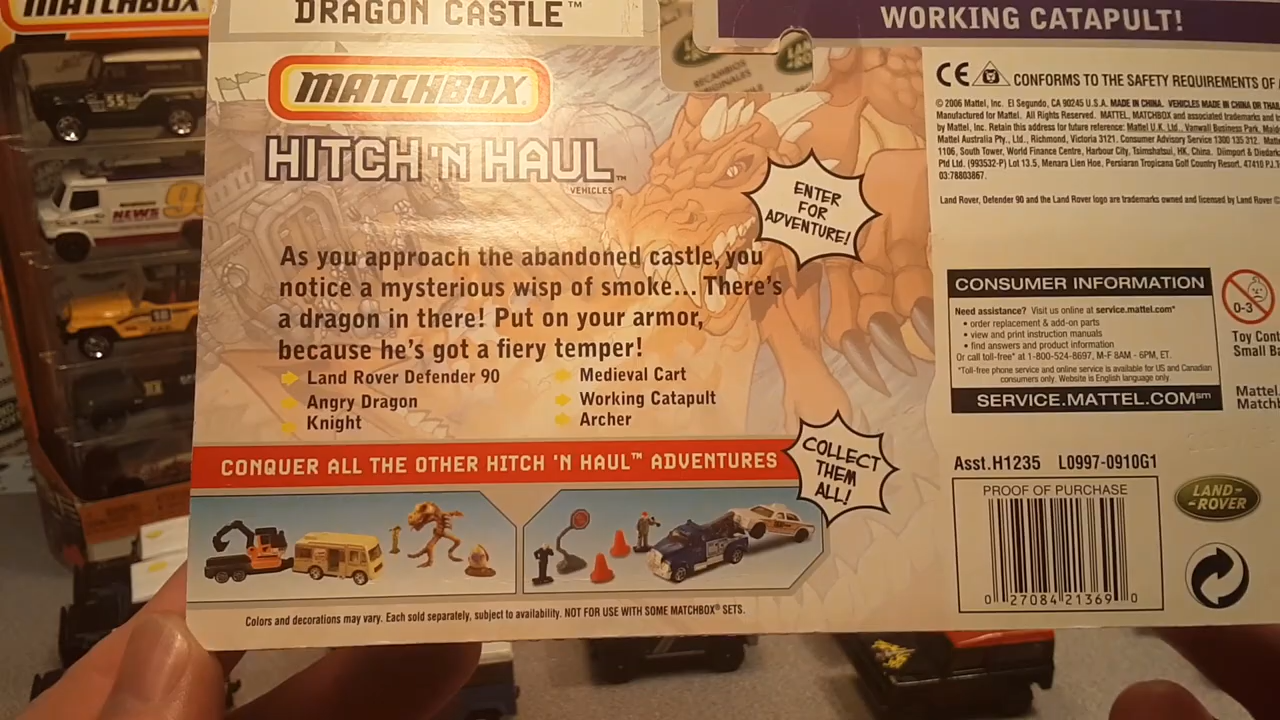 MATCHBOX
DRAGON CASTLE™
WORKING CATAPULT!
MATCHBOX
HITCH 'N HAUL™
VEHICLES
ENTER
FOR
ADVENTURE!
As you approach the abandoned castle, you
notice a mysterious wisp of smoke... There's
a dragon in there! Put on your armor,
because he's got a fiery temper!
Land Rover Defender 90
Angry Dragon
Knight
Medieval Cart
Working Catapult
Archer
CONQUER ALL THE OTHER HITCH 'N HAUL™ ADVENTURES
COLLECT
THEM
ALL!
Colors and decorations may vary. Each sold separately, subject to availability. NOT FOR USE WITH SOME MATCHBOX® SETS.
CE CONFORMS TO THE SAFETY REQUIREMENTS OF
© 2006 Mattel, Inc. El Segundo, CA 90245 U.S.A. MADE IN CHINA. VEHICLES MADE IN CHINA OR
Manufactured for Mattel. All Rights Reserved. MATTEL, MATCHBOX and associated trademarks and
by Mattel, Inc. Retain this address for future reference: Mattel U.K. Ltd., Vanwall Business Park,
Mattel Australia Pty., Ltd., Richmond, Victoria 3121. Consumer Advisory Service 1300 135 312.
1106, South Tower, World Finance Centre, Harbour City, Tsimshatsui, HK, China. Diimport &
Ptd Ltd. (993532-P) Lot 13.5, Menara Lien Hoe, Persiaran Tropicana Golf Country Resort, 47410
03:78803867.
Land Rover, Defender 90 and the Land Rover logo are trademarks owned and licensed by Land Rover
CONSUMER INFORMATION
Need assistance? Visit us online at service.mattel.com*
• order replacement & add-on parts
• view and print instruction manuals
• find answers and product information
Or call toll-free* at 1-800-524-8697, M-F 8AM - 6PM, ET.
*Toll-free phone service and online service is available for US and Canadian
consumers only. Website is English language only.
SERVICE.MATTEL.COM℠
0-3
Toy
Small
Mattel
Asst.H1235 L0997-0910G1
PROOF OF PURCHASE
0 27084 21369 0
LAND-
-ROVER
55
NEWS